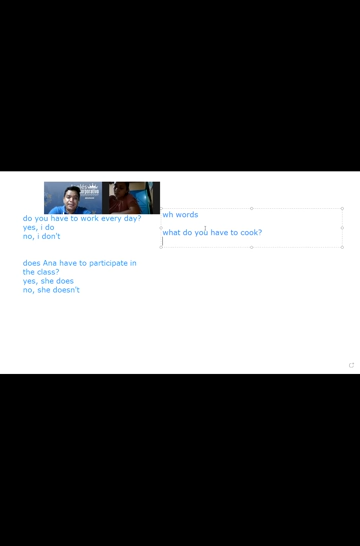 do you have to work every day?
yes, i do
no, i don't
does Ana have to participate in
the class?
yes, she does
no, she doesn't
wh words
what do you have to cook?